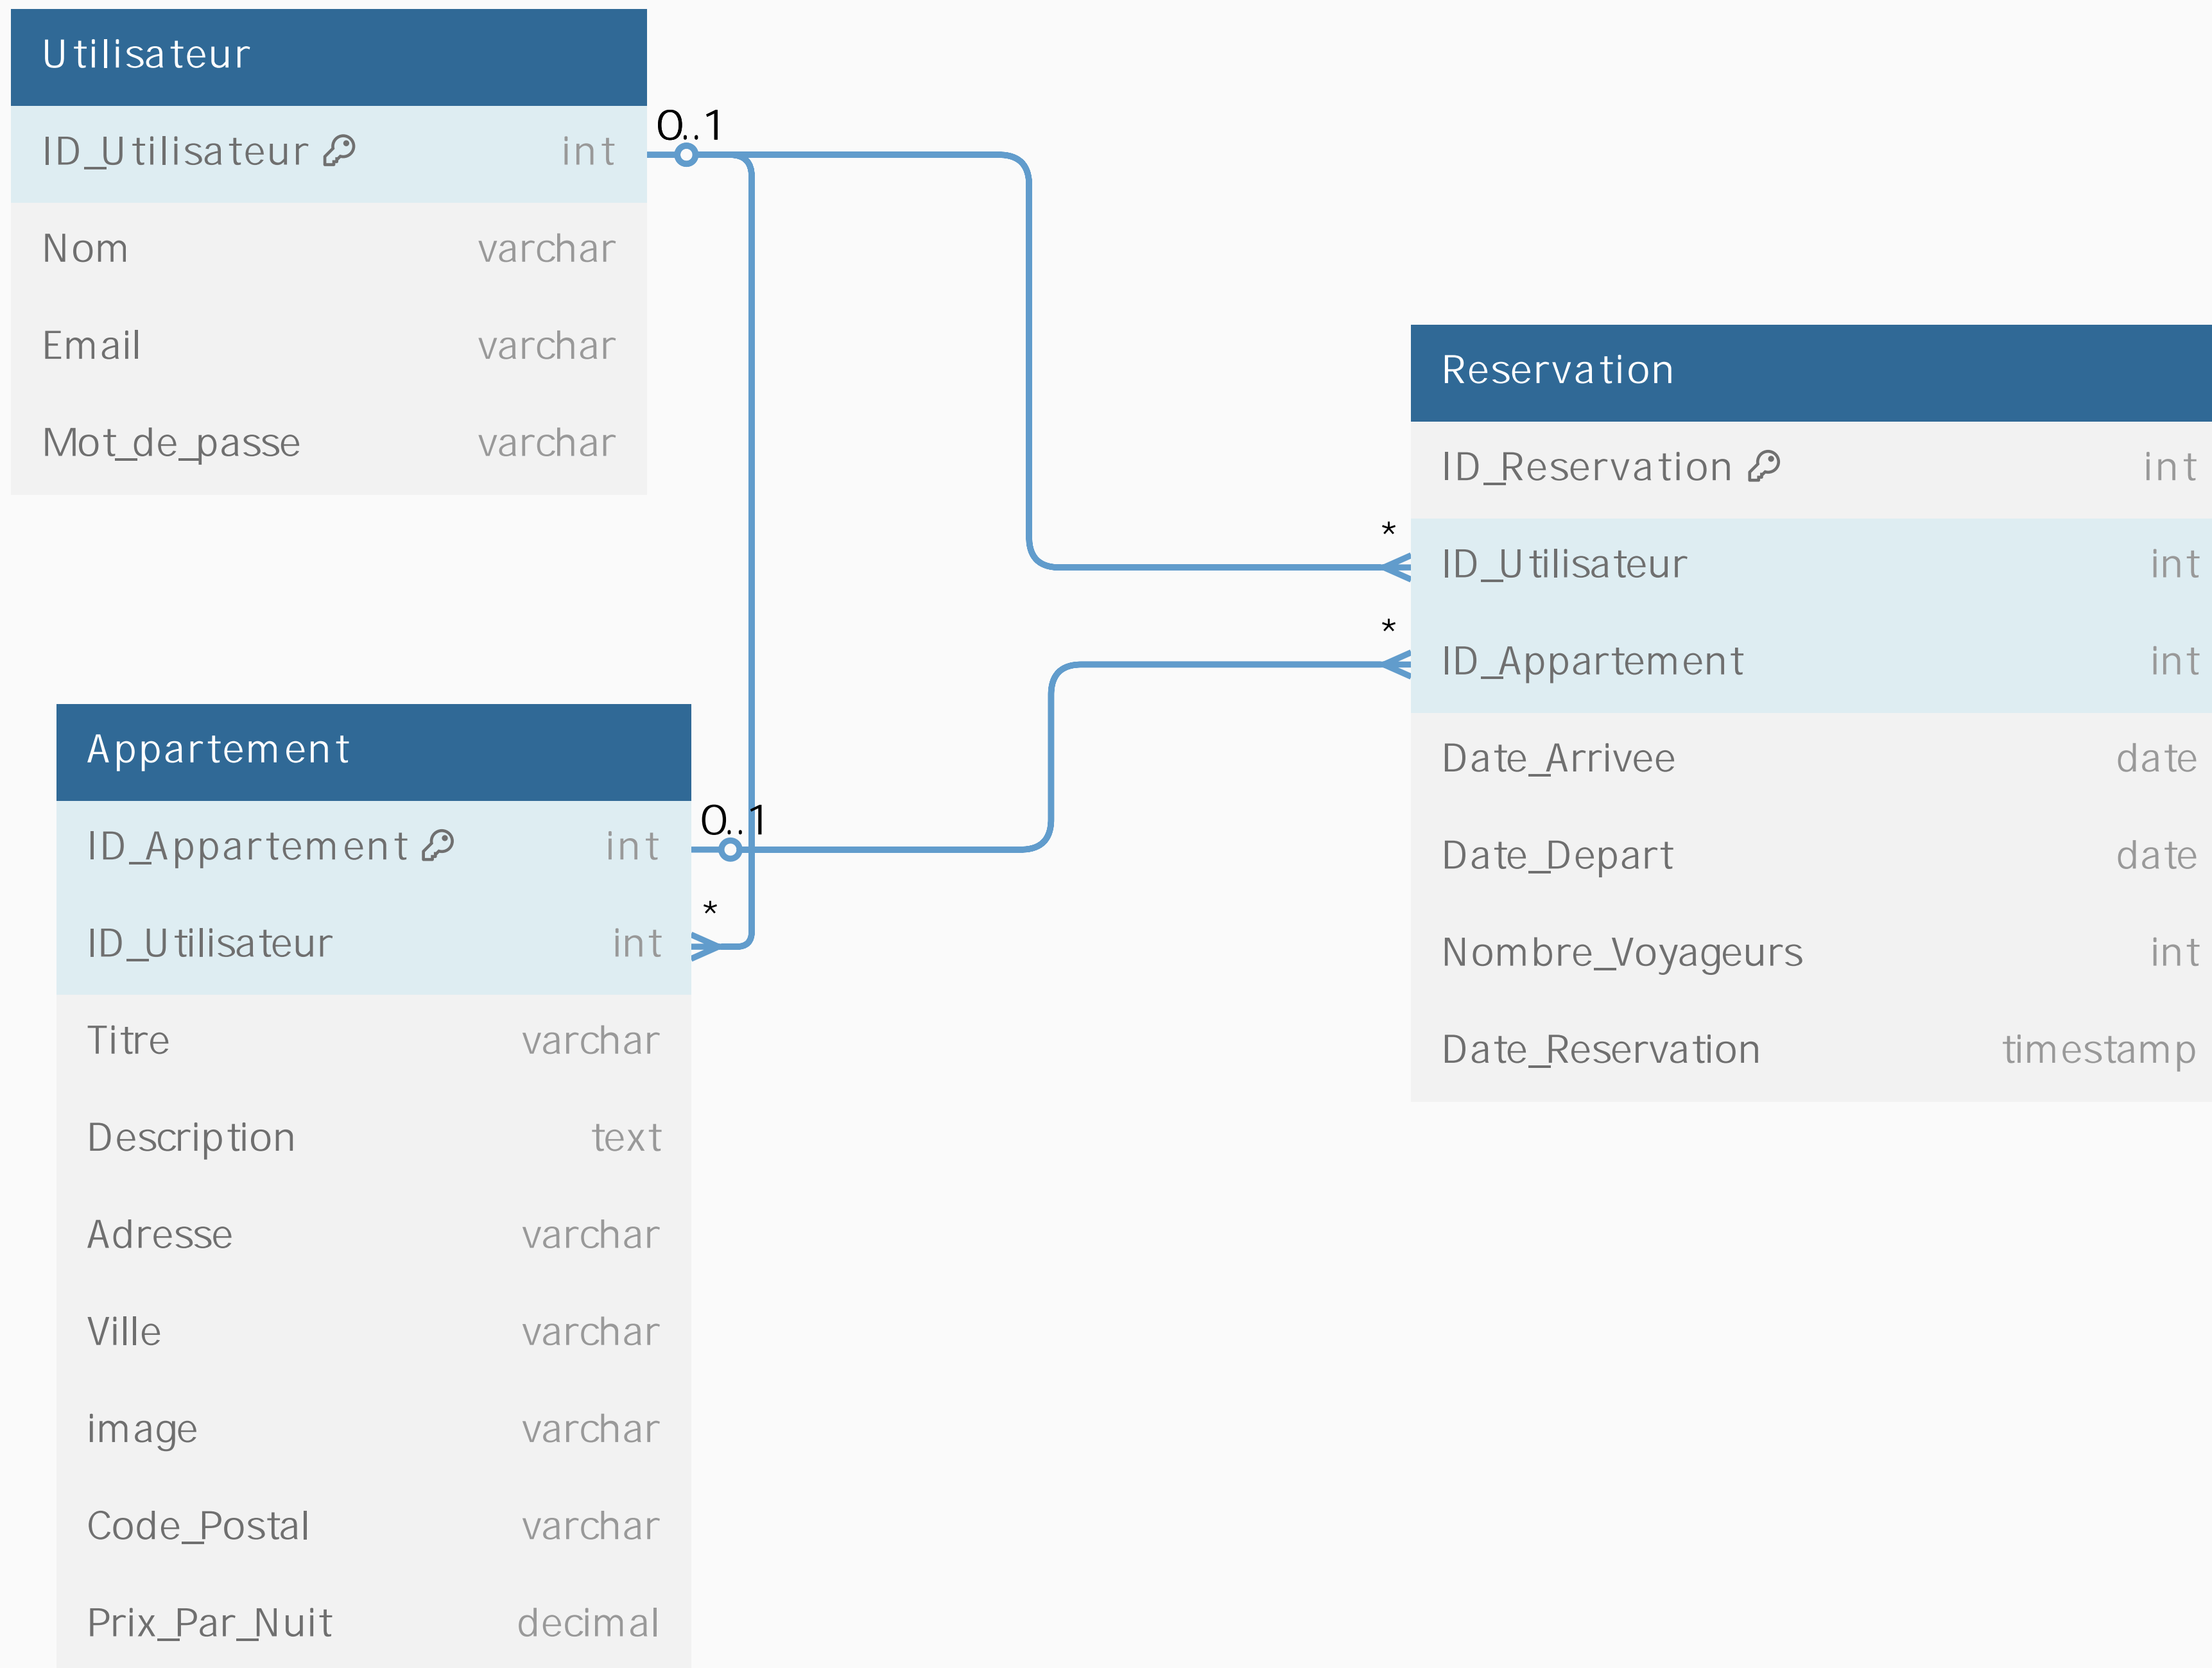 Utilisateur
ID_Utilisateur int
Nom varchar
Email varchar
Mot_de_passe varchar
0..1
Reservation
ID_Reservation int
* ID_Utilisateur int
* ID_Appartement int
Date_Arrivee date
Date_Depart date
Nombre_Voyageurs int
Date_Reservation timestamp
Appartement
ID_Appartement int 0..1
ID_Utilisateur int *
Titre varchar
Description text
Adresse varchar
Ville varchar
image varchar
Code_Postal varchar
Prix_Par_Nuit decimal